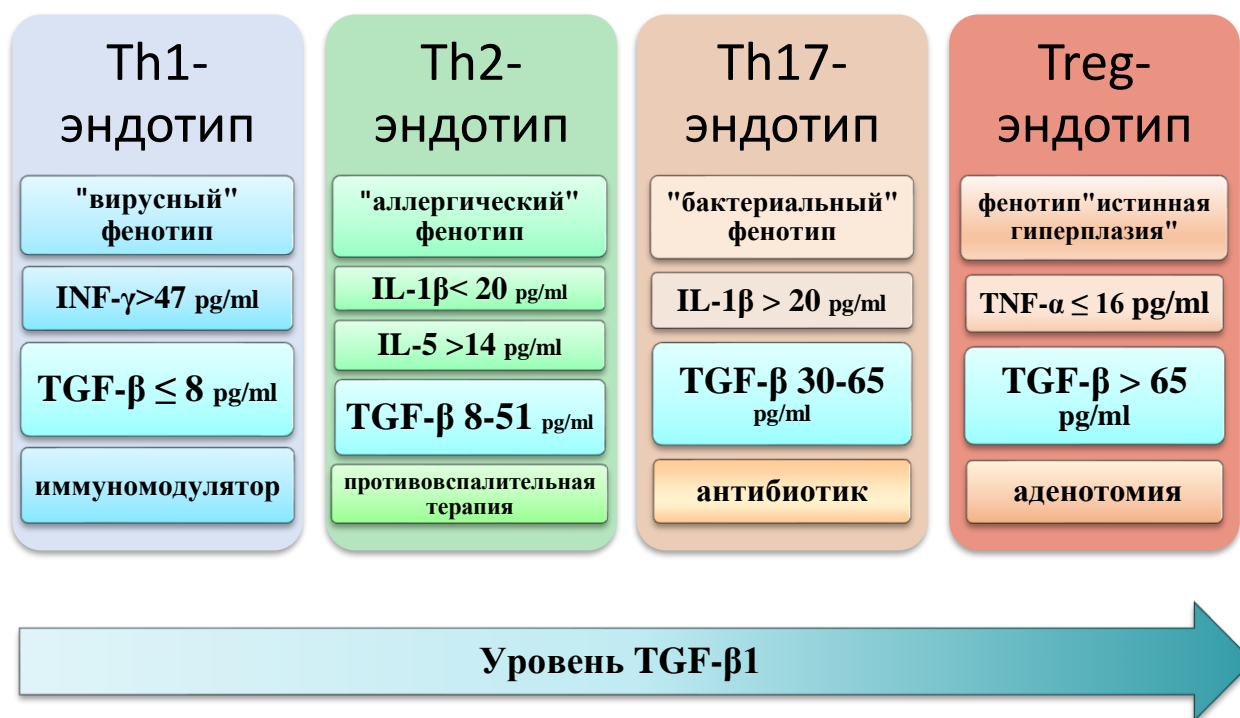 Th1-
эндотип
"вирусный"
фенотип
INF-γ>47 pg/ml
TGF-β ≤ 8 pg/ml
иммуномодулятор
Th2-
эндотип
"аллергический"
фенотип
IL-1β< 20 pg/ml
IL-5 >14 pg/ml
TGF-β 8-51 pg/ml
противовспалительная
терапия
Th17-
эндотип
"бактериальный"
фенотип
IL-1β > 20 pg/ml
TGF-β 30-65
pg/ml
антибиотик
Treg-
эндотип
фенотип"истинная
гиперплазия"
TNF-α ≤ 16 pg/ml
TGF-β > 65
pg/ml
аденотомия
Уровень TGF-β1